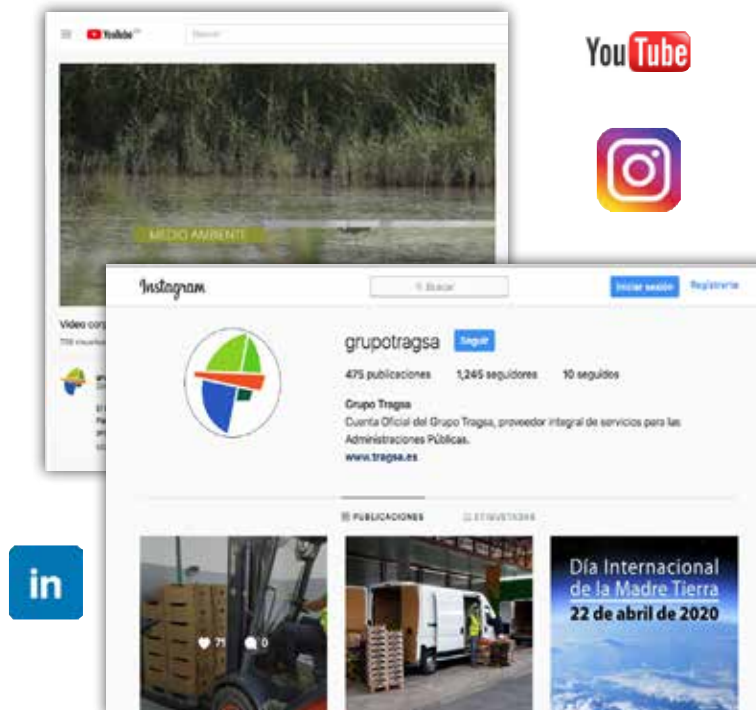 YouTube
Buscar
MEDIO AMBIENTE
Video corp
YouTube
Instagram
Buscar
Iniciar sesión
Regístrarte
grupotragsa
Seguir
475 publicaciones
1,245 seguidores
10 seguidos
Grupo Tragsa
Cuenta Oficial del Grupo Tragsa, proveedor integral de servicios para las
Administraciones Públicas.
www.tragsa.es
PUBLICACIONES
ETIQUETADAS
71
0
Día Internacional
de la Madre Tierra
22 de abril de 2020
in